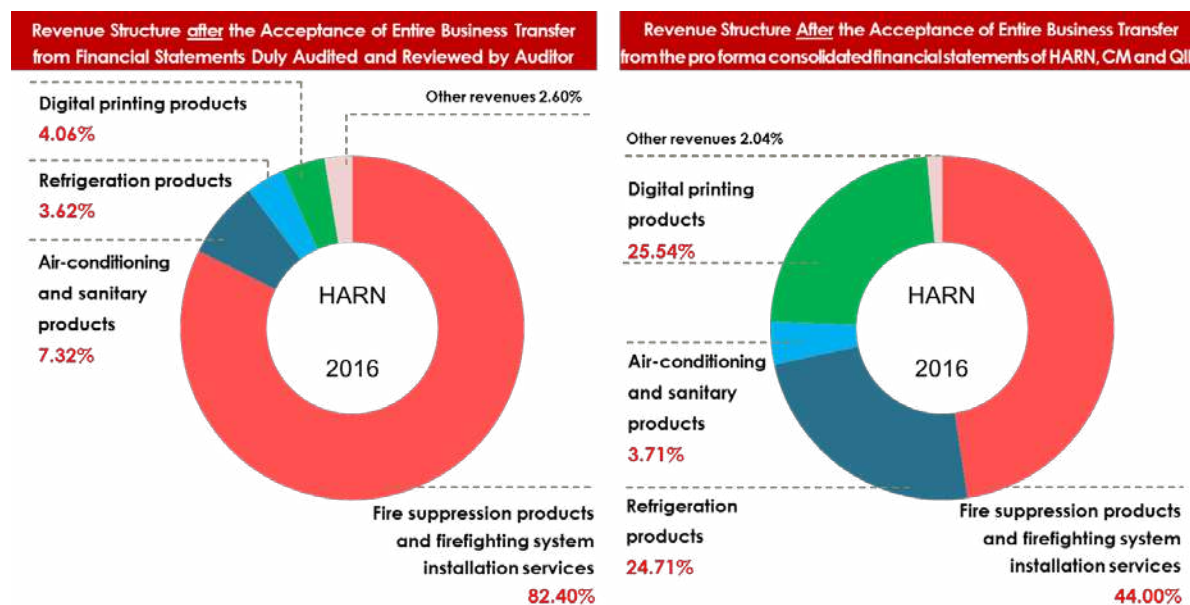 Revenue Structure after the Acceptance of Entire Business Transfer
from Financial Statements Duly Audited and Reviewed by Auditor
Digital printing products
4.06%
Other revenues 2.60%
Refrigeration products
3.62%
Air-conditioning
and sanitary
products
7.32%
HARN
2016
Fire suppression products
and firefighting system
installation services
82.40%
Revenue Structure After the Acceptance of Entire Business Transfer
from the pro forma consolidated financial statements of HARN, CM and QII
Other revenues 2.04%
Digital printing
products
25.54%
HARN
2016
Air-conditioning
and sanitary
products
3.71%
Refrigeration
products
24.71%
Fire suppression products
and firefighting system
installation services
44.00%